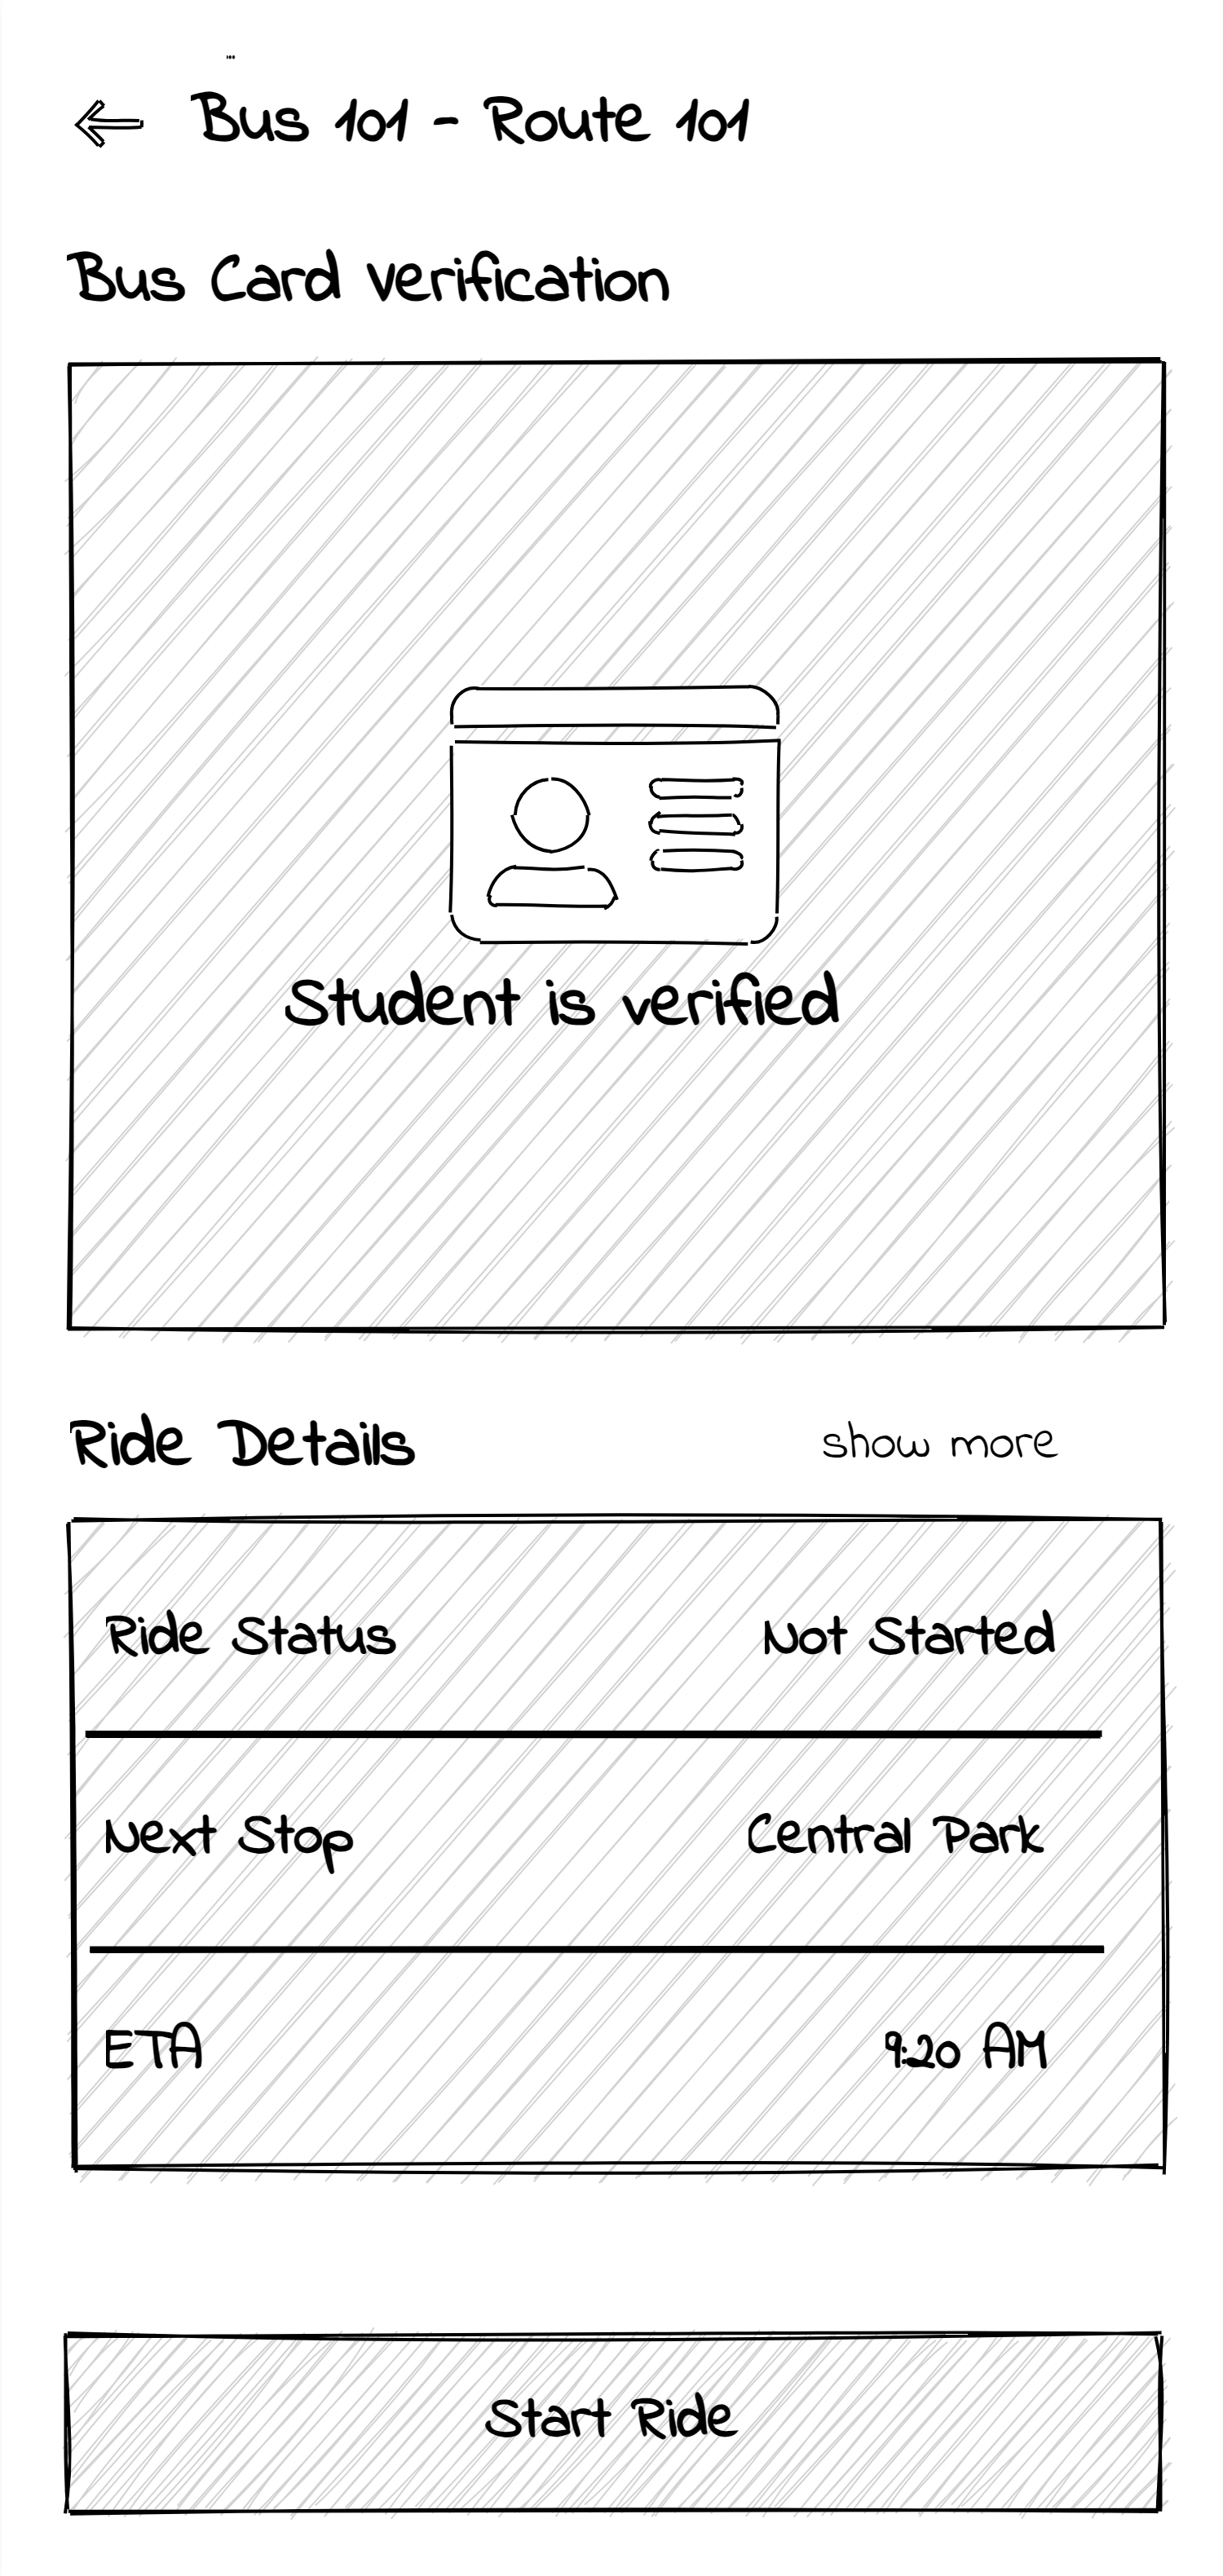 Bus 101 - Route 101
Bus Card verification
Student is verified
Ride Details show more
Ride Status Not Started
Next Stop Central Park
ETA 9:20 AM
Start Ride